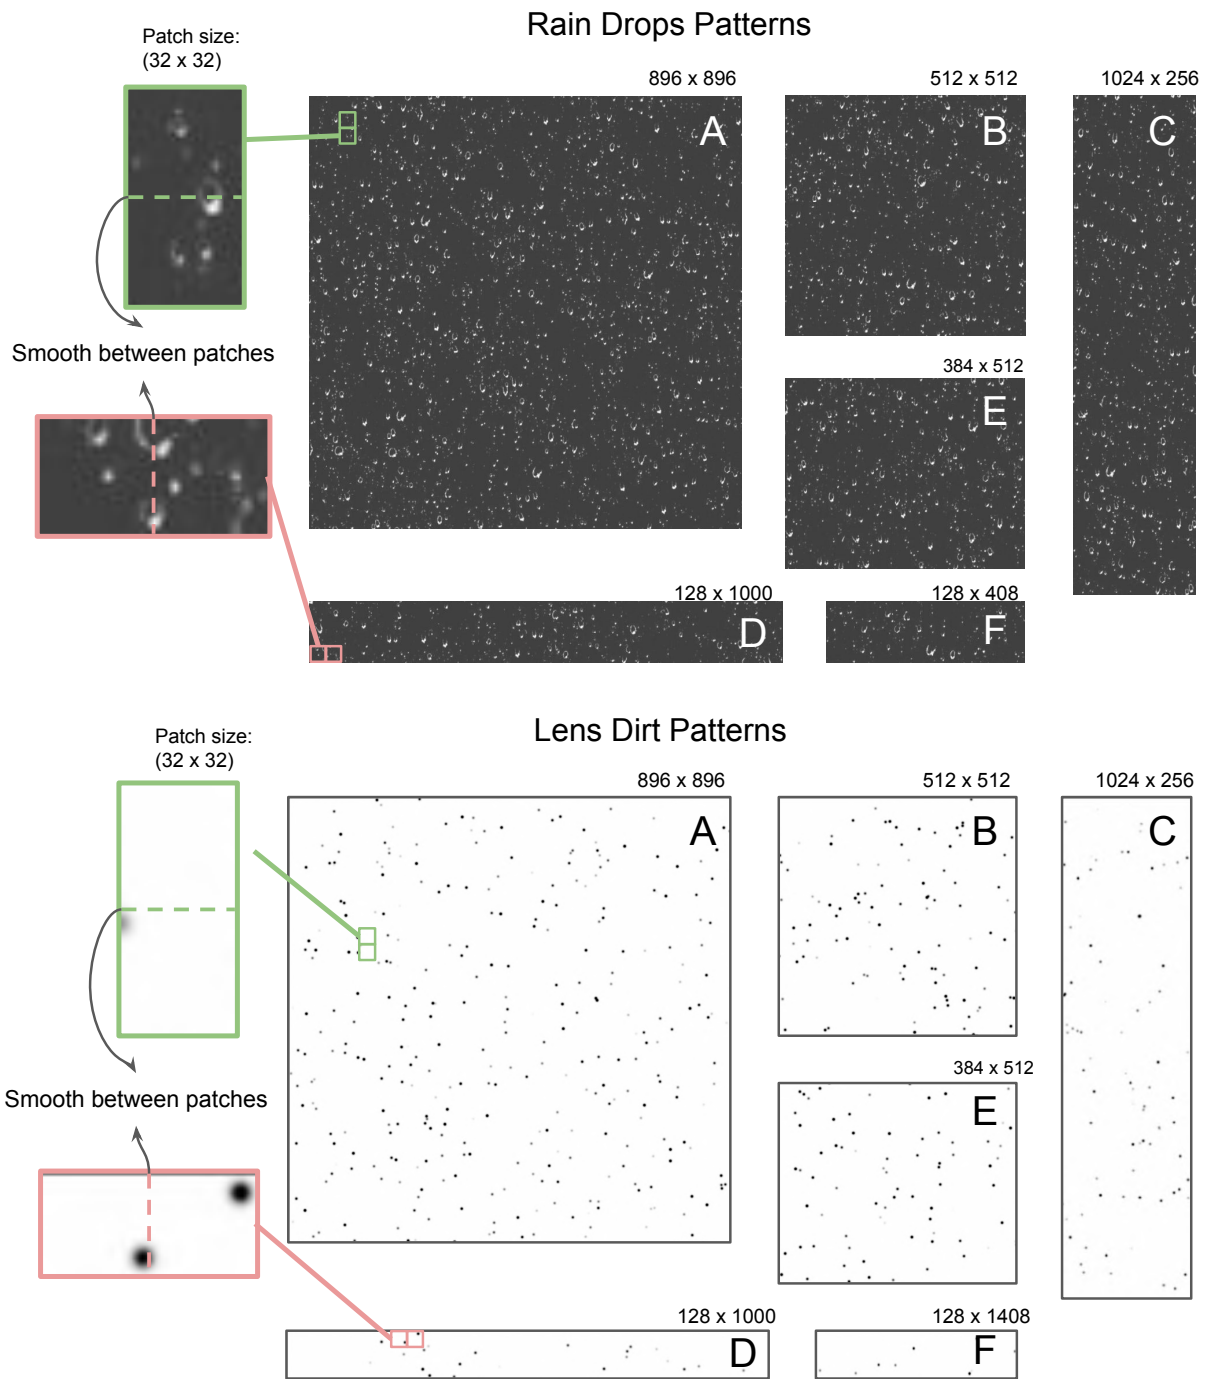 Rain Drops Patterns
Patch size:
(32 x 32)
896 x 896
512 x 512
1024 x 256
A
B
C
Smooth between patches
384 x 512
E
128 x 1000
128 x 408
D
F
Lens Dirt Patterns
Patch size:
(32 x 32)
896 x 896
512 x 512
1024 x 256
A
B
C
384 x 512
Smooth between patches
E
128 x 1000
128 x 1408
D
F